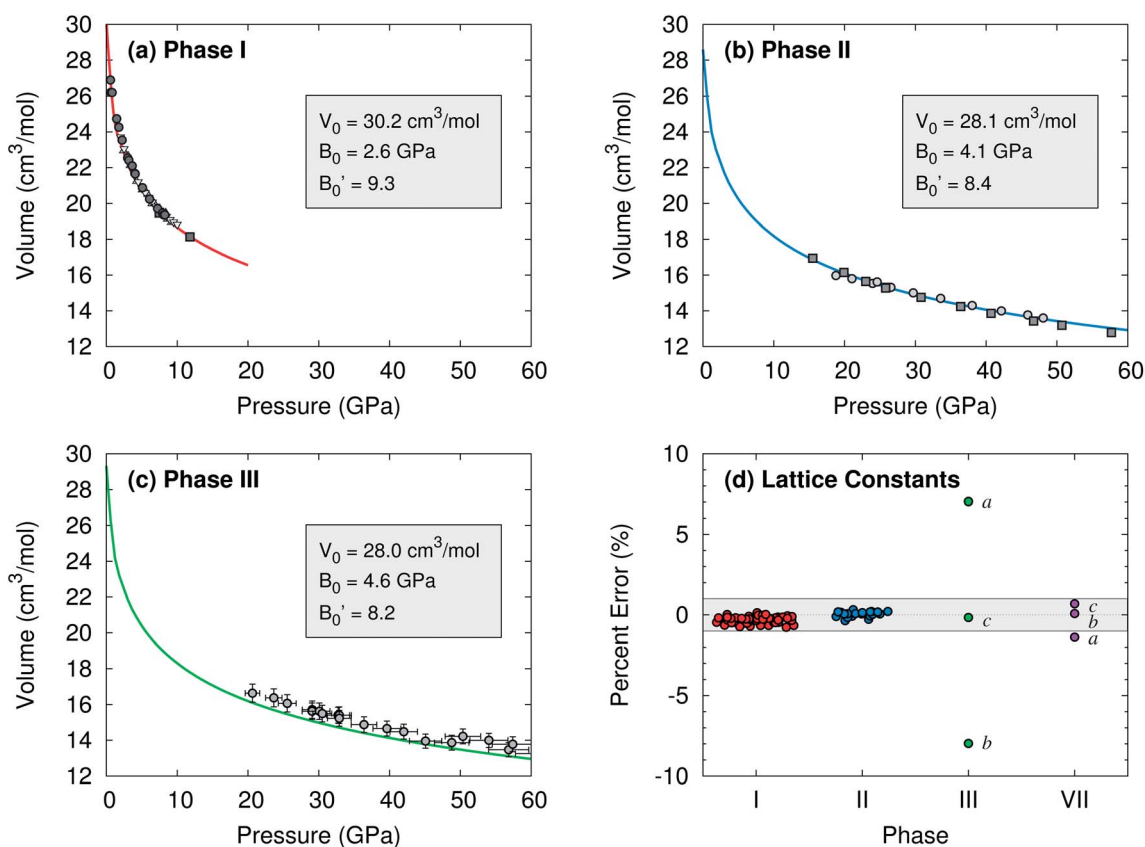 (a) Phase I
V₀ = 30.2 cm³/mol
B₀ = 2.6 GPa
B₀' = 9.3
Volume (cm³/mol)
30
28
26
24
22
20
18
16
14
12
0 10 20 30 40 50 60
Pressure (GPa)
(b) Phase II
V₀ = 28.1 cm³/mol
B₀ = 4.1 GPa
B₀' = 8.4
Volume (cm³/mol)
30
28
26
24
22
20
18
16
14
12
0 10 20 30 40 50 60
Pressure (GPa)
(c) Phase III
V₀ = 28.0 cm³/mol
B₀ = 4.6 GPa
B₀' = 8.2
Volume (cm³/mol)
30
28
26
24
22
20
18
16
14
12
0 10 20 30 40 50 60
Pressure (GPa)
(d) Lattice Constants
Percent Error (%)
10
5
0
-5
-10
a
c
b
c
b
a
I II III VII
Phase